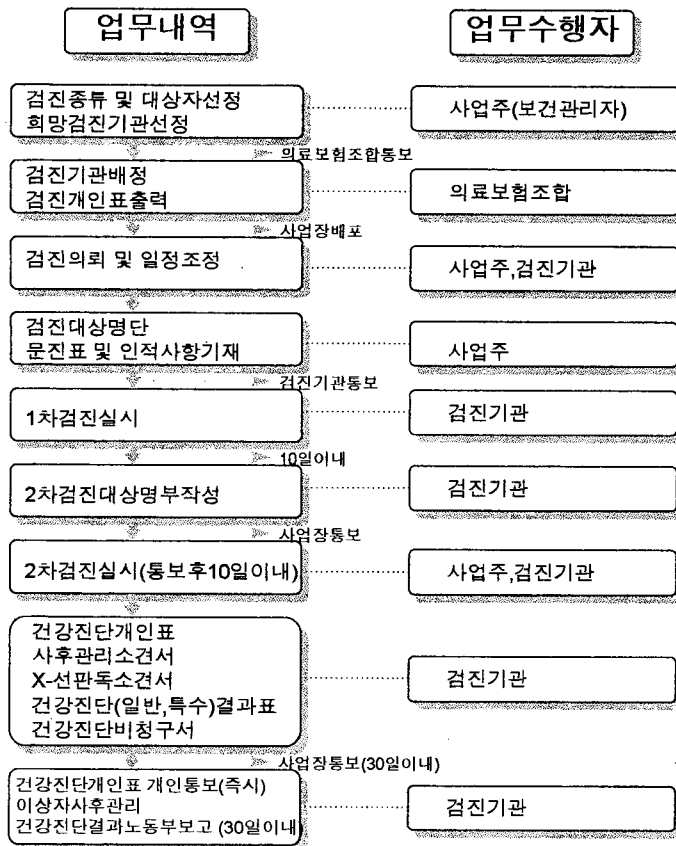 업무내역
업무수행자
검진종류 및 대상자선정
희망검진기관선정
사업주(보건관리자)
의료보험조합통보
검진기관배정
검진개인표출력
의료보험조합
사업장배포
검진의뢰 및 일정조정
사업주,검진기관
검진대상명단
문진표 및 인적사항기재
사업주
검진기관통보
1차검진실시
검진기관
10일이내
2차검진대상명부작성
검진기관
사업장통보
2차검진실시(통보후10일이내)
사업주,검진기관
건강진단개인표
사후관리소견서
X-선판독소견서
건강진단(일반,특수)결과표
건강진단비청구서
검진기관
사업장통보(30일이내)
건강진단개인표 개인통보(즉시)
이상자사후관리
건강진단결과노동부보고 (30일이내)
검진기관